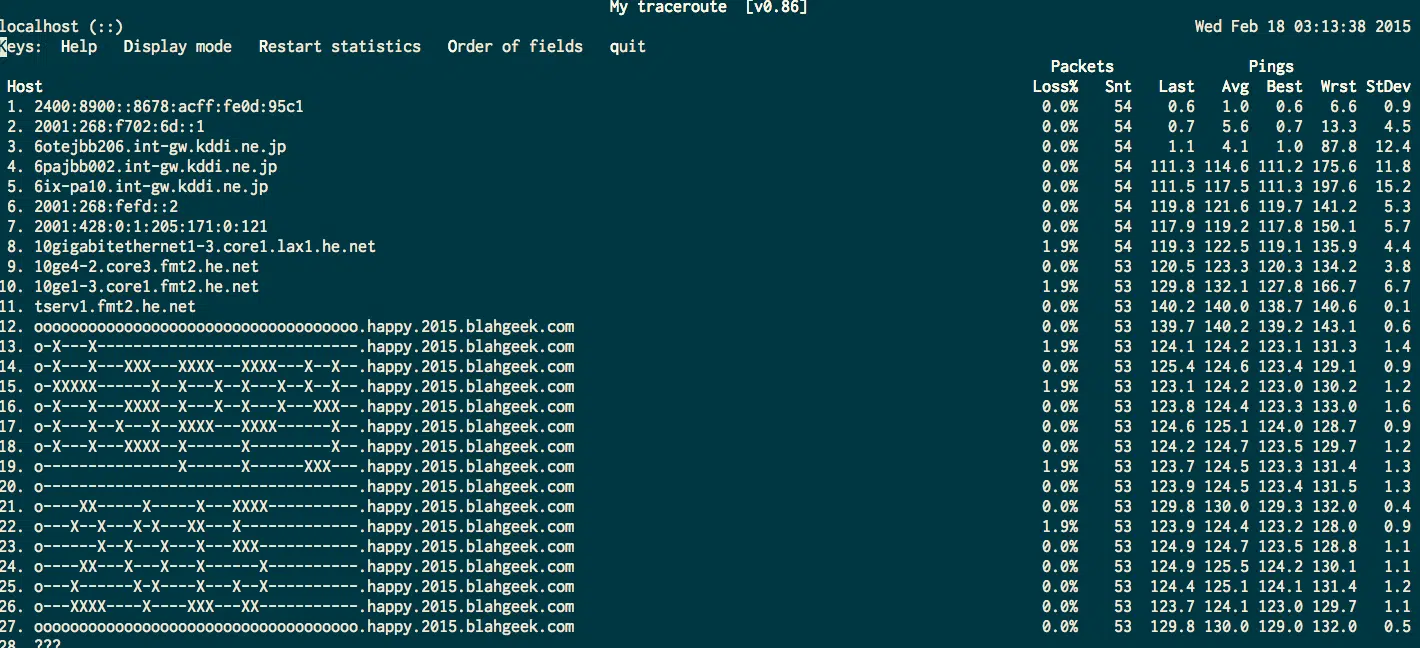 My traceroute [v0.86]
localhost (::) Wed Feb 18 03:13:38 2015
Keys: Help Display mode Restart statistics Order of fields quit
Packets Pings
Host Loss% Snt Last Avg Best Wrst StDev
1. 2400:8900::8678:acff:fe0d:95c1 0.0% 54 0.6 1.0 0.6 6.6 0.9
2. 2001:268:f702:6d::1 0.0% 54 0.7 5.6 0.7 13.3 4.5
3. 6otejbb206.int-gw.kddi.ne.jp 0.0% 54 1.1 4.1 1.0 87.8 12.4
4. 6pajbb002.int-gw.kddi.ne.jp 0.0% 54 111.3 114.6 111.2 175.6 11.8
5. 6ix-pa10.int-gw.kddi.ne.jp 0.0% 54 111.5 117.5 111.3 197.6 15.2
6. 2001:268:fefd::2 0.0% 54 119.8 121.6 119.7 141.2 5.3
7. 2001:428:0:1:205:171:0:121 0.0% 54 117.9 119.2 117.8 150.1 5.7
8. 10gigabitethernet1-3.core1.lax1.he.net 1.9% 54 119.3 122.5 119.1 135.9 4.4
9. 10ge4-2.core3.fmt2.he.net 0.0% 53 120.5 123.3 120.3 134.2 3.8
10. 10ge1-3.core1.fmt2.he.net 1.9% 53 129.8 132.1 127.8 166.7 6.7
11. tserv1.fmt2.he.net 0.0% 53 140.2 140.0 138.7 140.6 0.1
12. oooooooooooooooooooooooooooooooooooo.happy.2015.blahgeek.com 0.0% 53 139.7 140.2 139.2 143.1 0.6
13. o-X---X-----------------------------.happy.2015.blahgeek.com 1.9% 53 124.1 124.2 123.1 131.3 1.4
14. o-X---X---XXX---XXXX---XXXX---X--X--.happy.2015.blahgeek.com 0.0% 53 125.4 124.6 123.4 129.1 0.9
15. o-XXXXX------X--X---X--X---X--X--X--.happy.2015.blahgeek.com 1.9% 53 123.1 124.2 123.0 130.2 1.2
16. o-X---X---XXXX--X---X--X---X---XXX--.happy.2015.blahgeek.com 0.0% 53 123.8 124.4 123.3 133.0 1.6
17. o-X---X--X---X--XXXX---XXXX------X--.happy.2015.blahgeek.com 0.0% 53 124.6 125.1 124.0 128.7 0.9
18. o-X---X---XXXX--X------X---------X--.happy.2015.blahgeek.com 0.0% 53 124.2 124.7 123.5 129.7 1.2
19. o---------------X------X------XXX---.happy.2015.blahgeek.com 1.9% 53 123.7 124.5 123.3 131.4 1.3
20. o-----------------------------------.happy.2015.blahgeek.com 0.0% 53 123.9 124.5 123.4 131.5 1.3
21. o----XX-----X-----X---XXXX----------.happy.2015.blahgeek.com 0.0% 53 129.8 130.0 129.3 132.0 0.4
22. o---X--X---X-X---XX---X-------------.happy.2015.blahgeek.com 1.9% 53 123.9 124.4 123.2 128.0 0.9
23. o------X--X---X---X---XXX-----------.happy.2015.blahgeek.com 0.0% 53 124.9 124.7 123.5 128.8 1.1
24. o----XX---X---X---X------X----------.happy.2015.blahgeek.com 0.0% 53 124.9 125.5 124.2 130.1 1.1
25. o---X------X-X----X---X--X----------.happy.2015.blahgeek.com 0.0% 53 124.4 125.1 124.1 131.4 1.2
26. o---XXXX----X----XXX---XX-----------.happy.2015.blahgeek.com 0.0% 53 123.7 124.1 123.0 129.7 1.1
27. oooooooooooooooooooooooooooooooooooo.happy.2015.blahgeek.com 0.0% 53 129.8 130.0 129.0 132.0 0.5
28. ???